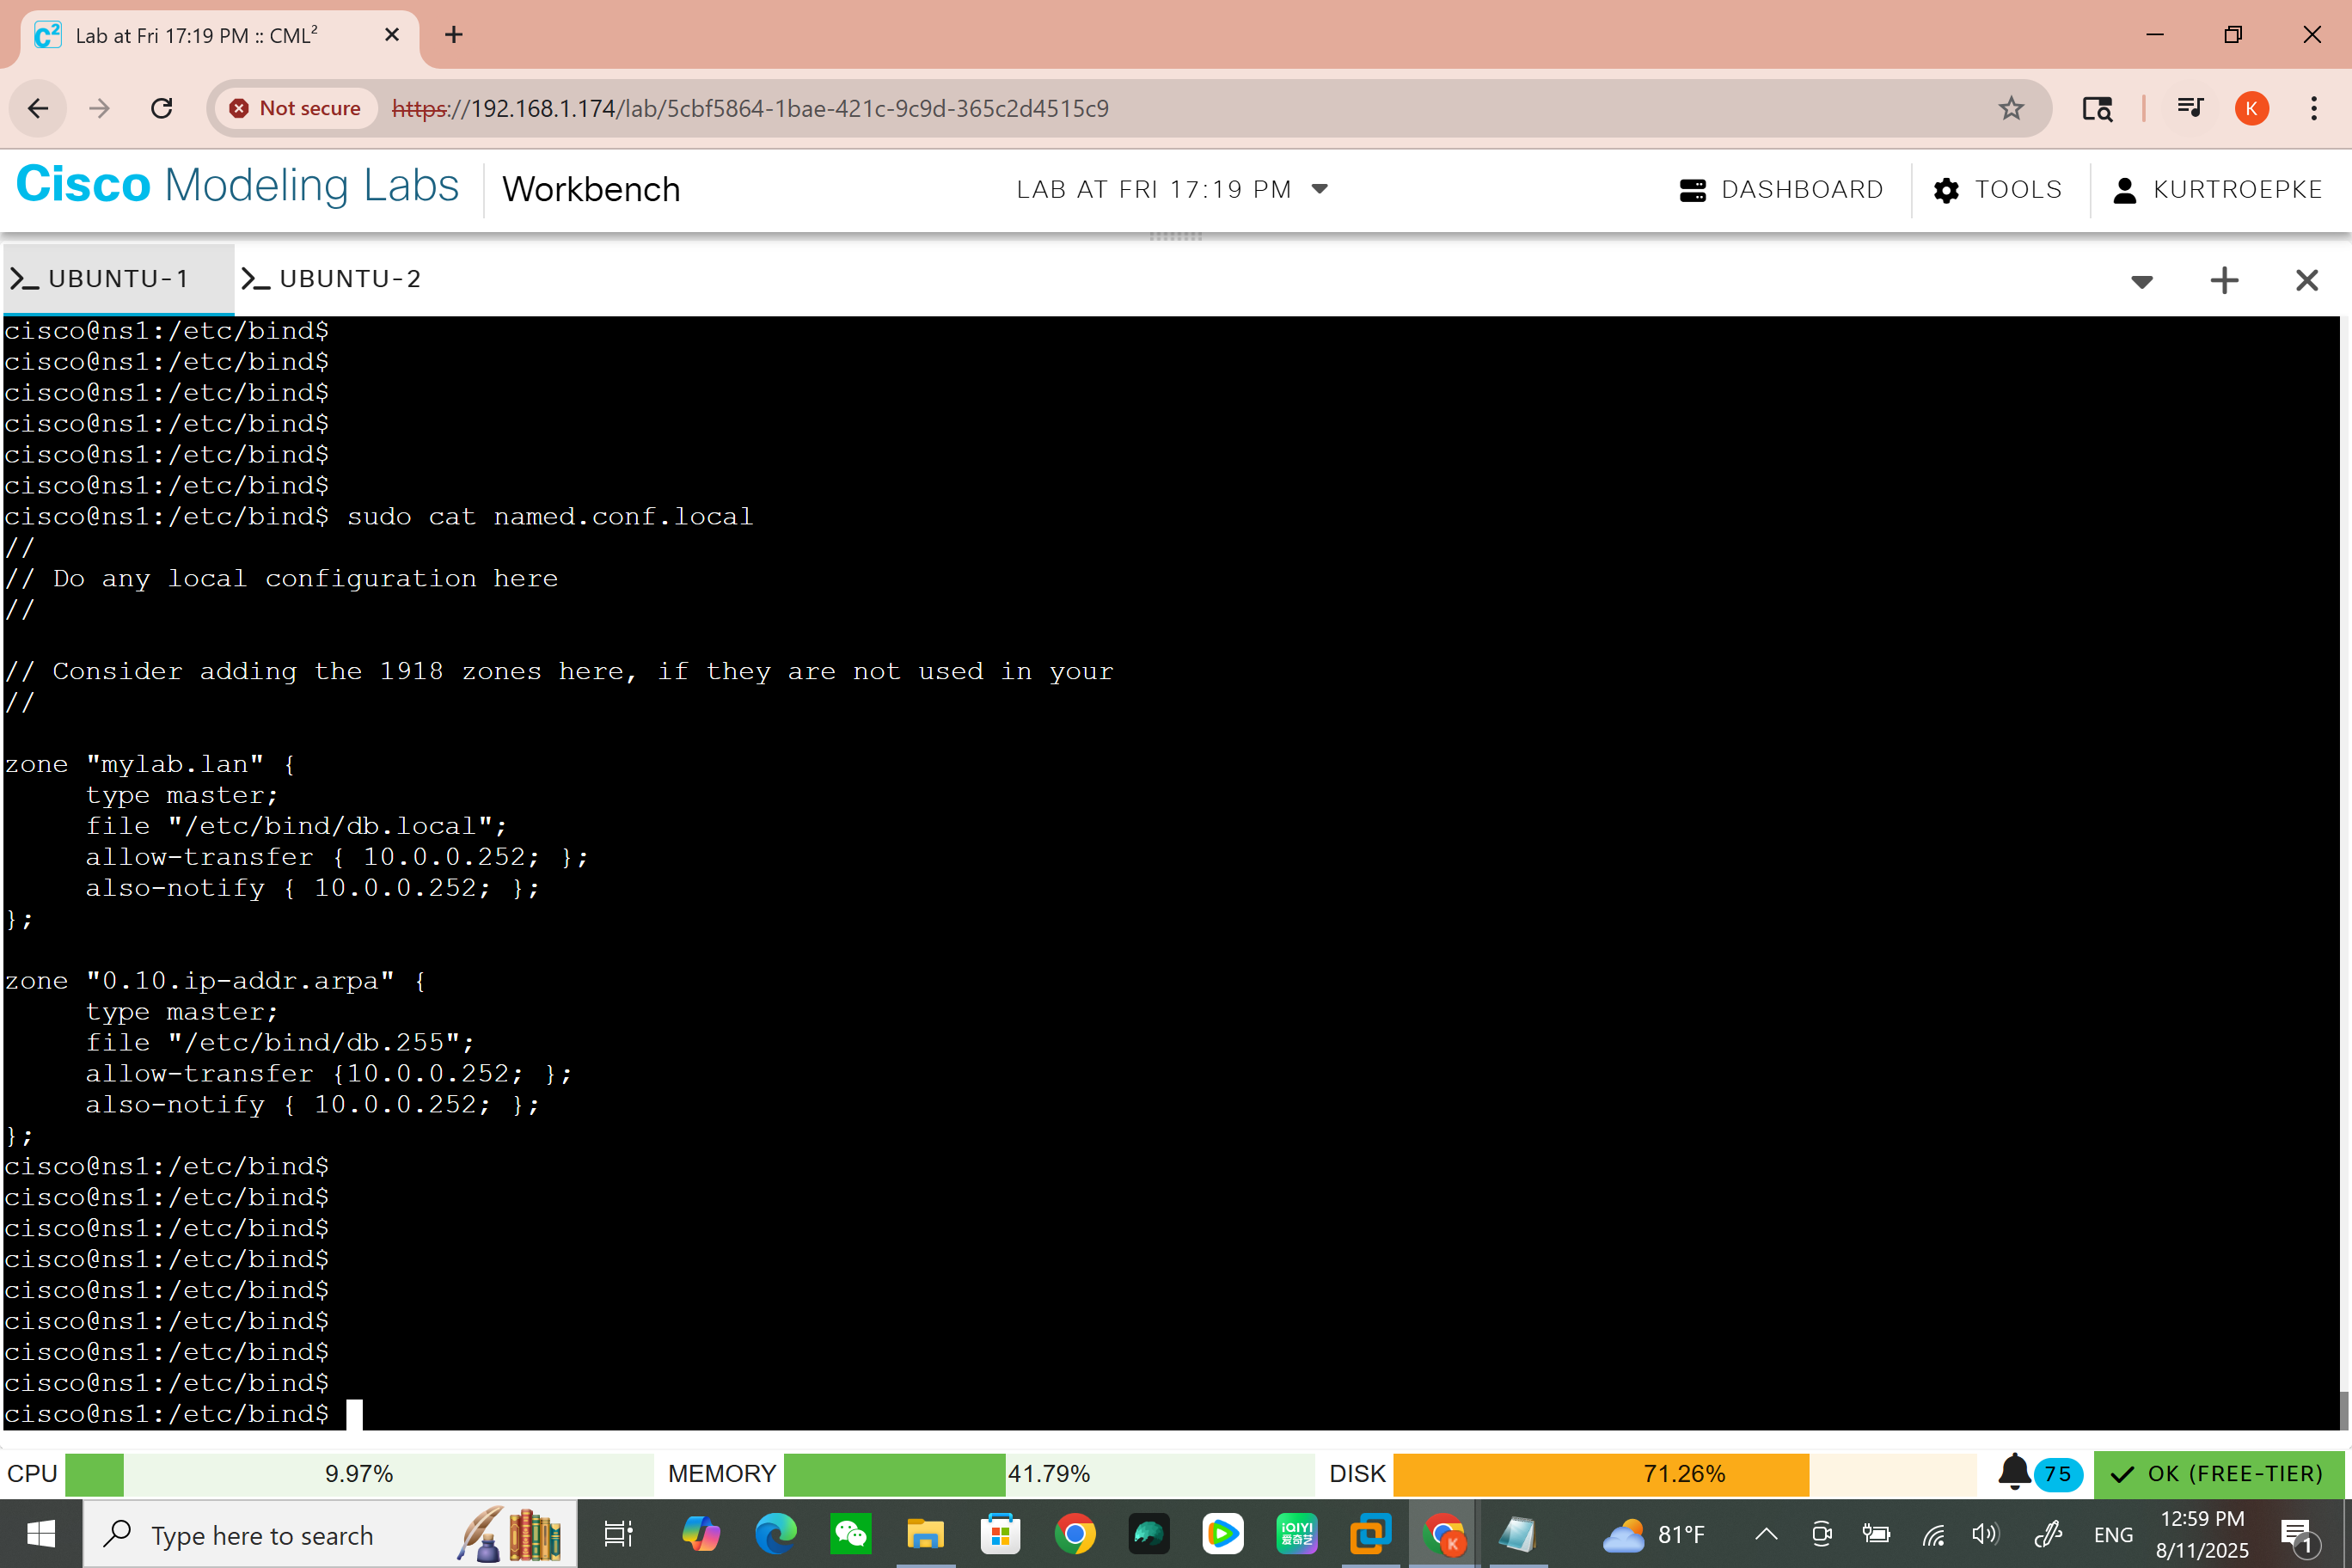 Lab at Fri 17:19 PM :: CML²
Not secure https://192.168.1.174/lab/5cbf5864-1bae-421c-9c9d-365c2d4515c9
K
Cisco Modeling Labs Workbench LAB AT FRI 17:19 PM DASHBOARD TOOLS KURTROEPKE
UBUNTU-1 UBUNTU-2
cisco@ns1:/etc/bind$
cisco@ns1:/etc/bind$
cisco@ns1:/etc/bind$
cisco@ns1:/etc/bind$
cisco@ns1:/etc/bind$
cisco@ns1:/etc/bind$
cisco@ns1:/etc/bind$ sudo cat named.conf.local
//
// Do any local configuration here
//
// Consider adding the 1918 zones here, if they are not used in your
//
zone "mylab.lan" {
type master;
file "/etc/bind/db.local";
allow-transfer { 10.0.0.252; };
also-notify { 10.0.0.252; };
};
zone "0.10.ip-addr.arpa" {
type master;
file "/etc/bind/db.255";
allow-transfer {10.0.0.252; };
also-notify { 10.0.0.252; };
};
cisco@ns1:/etc/bind$
cisco@ns1:/etc/bind$
cisco@ns1:/etc/bind$
cisco@ns1:/etc/bind$
cisco@ns1:/etc/bind$
cisco@ns1:/etc/bind$
cisco@ns1:/etc/bind$
cisco@ns1:/etc/bind$
cisco@ns1:/etc/bind$
CPU 9.97% MEMORY 41.79% DISK 71.26% 75 OK (FREE-TIER)
Type here to search
iQIYI
爱奇艺
K
81°F
ENG
12:59 PM
8/11/2025
1